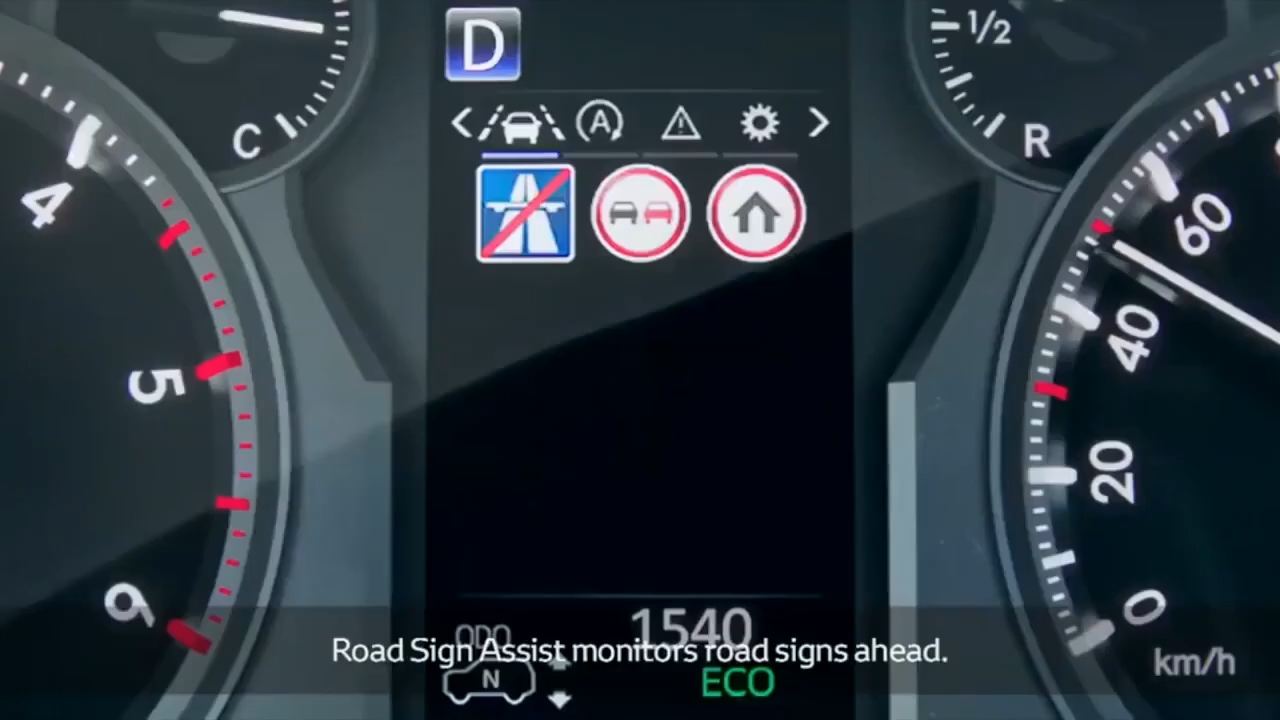 D
1/2
C
A
R
4
60
5
40
20
6
0
ODO
1540
Road Sign Assist monitors road signs ahead.
N
ECO
km/h